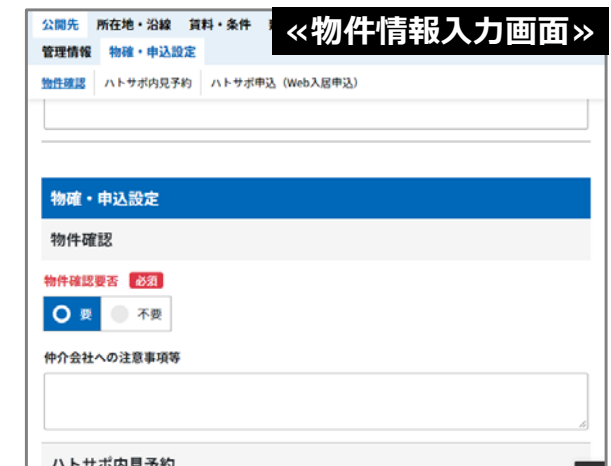 ≪物件情報入力画面≫
公開先 所在地・沿線 賃料・条件
管理情報 物確・申込設定
物件確認 ハトサポ内見予約 ハトサポ申込(Web入居申込)
物確・申込設定
物件確認
物件確認要否 必須
要 不要
仲介会社への注意事項等
ハトサポ内見予約